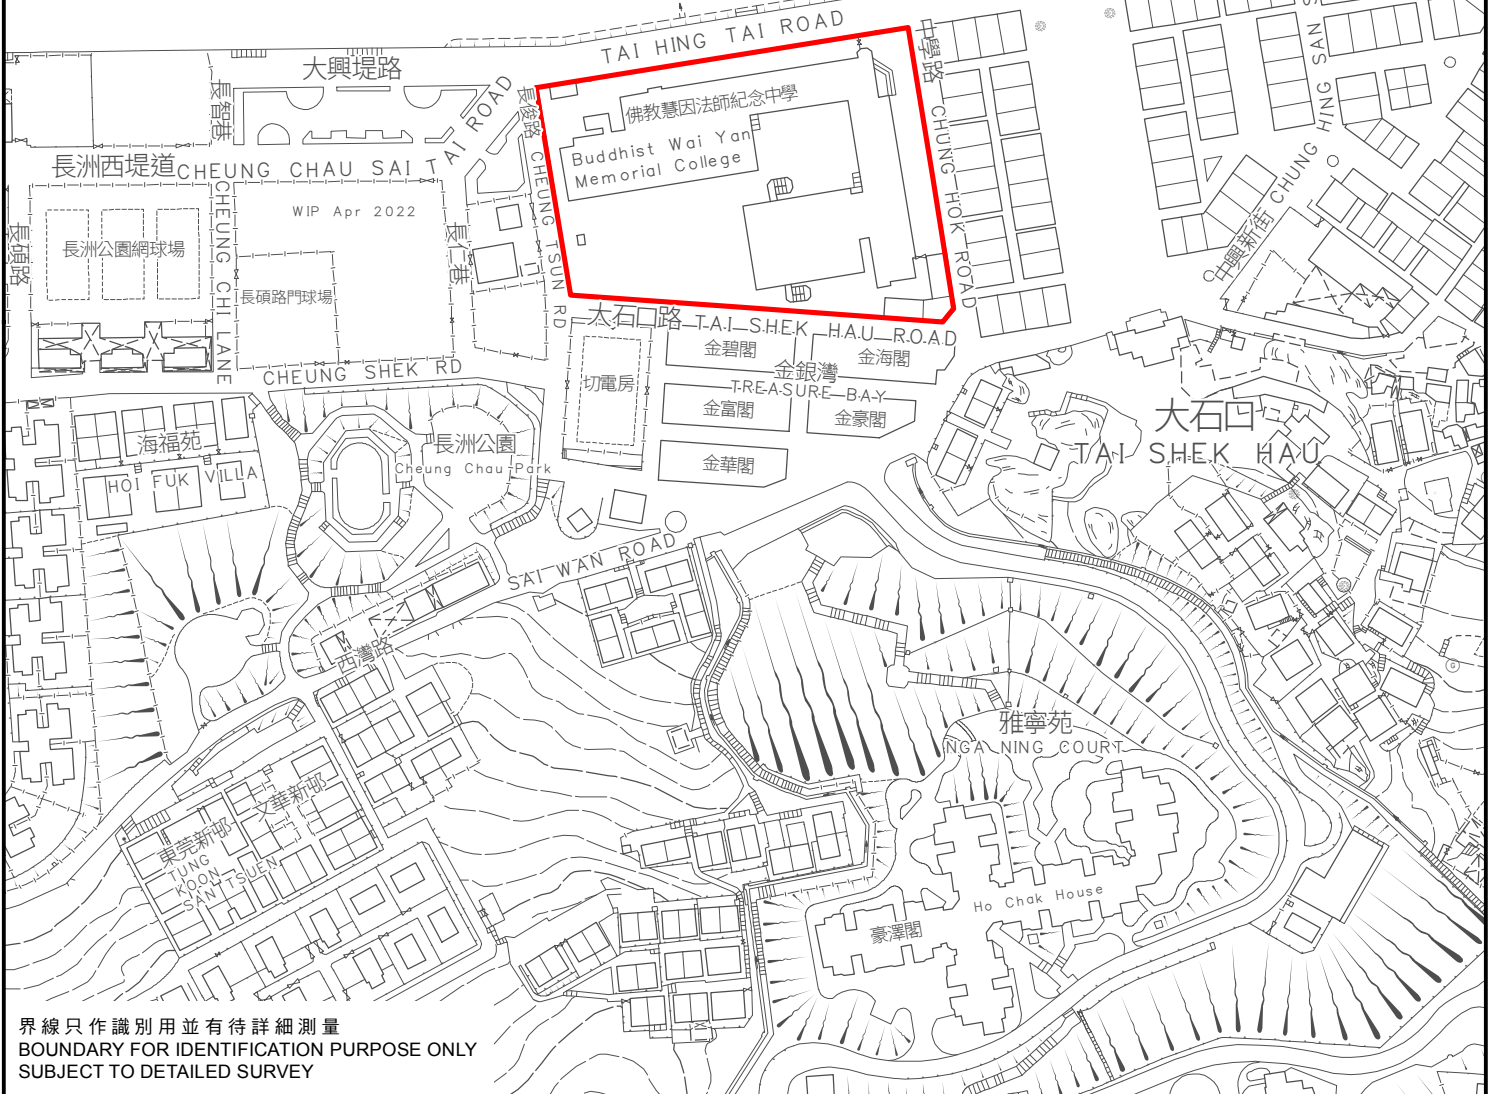 TAI HING TAI ROAD
大興堤路
中學路 CHUNG HOK ROAD
長智巷
長俊路 CHEUNG TSUN RD
佛教慧因法師紀念中學
Buddhist Wai Yan
Memorial College
長洲西堤道 CHEUNG CHAU SAI TAI ROAD
CHEUNG CHI LANE
WIP Apr 2022
長碩路
長洲公園網球場
長仁巷
長碩路門球場
中興新街 CHUNG HING SAN S
大石口路 TAI SHEK HAU ROAD
金碧閣
金海閣
金銀灣
TREASURE BAY
CHEUNG SHEK RD
切電房
金富閣
金豪閣
金華閣
大石口
TAI SHEK HAU
海福苑
HOI FUK VILLA
長洲公園
Cheung Chau Park
SAI WAN ROAD
西灣路
雅寧苑
NGA NING COURT
文華新邨
東莞新邨
TUNG
KOON
SAN TSUEN
Ho Chak House
豪澤閣
界線只作識別用並有待詳細測量
BOUNDARY FOR IDENTIFICATION PURPOSE ONLY
SUBJECT TO DETAILED SURVEY